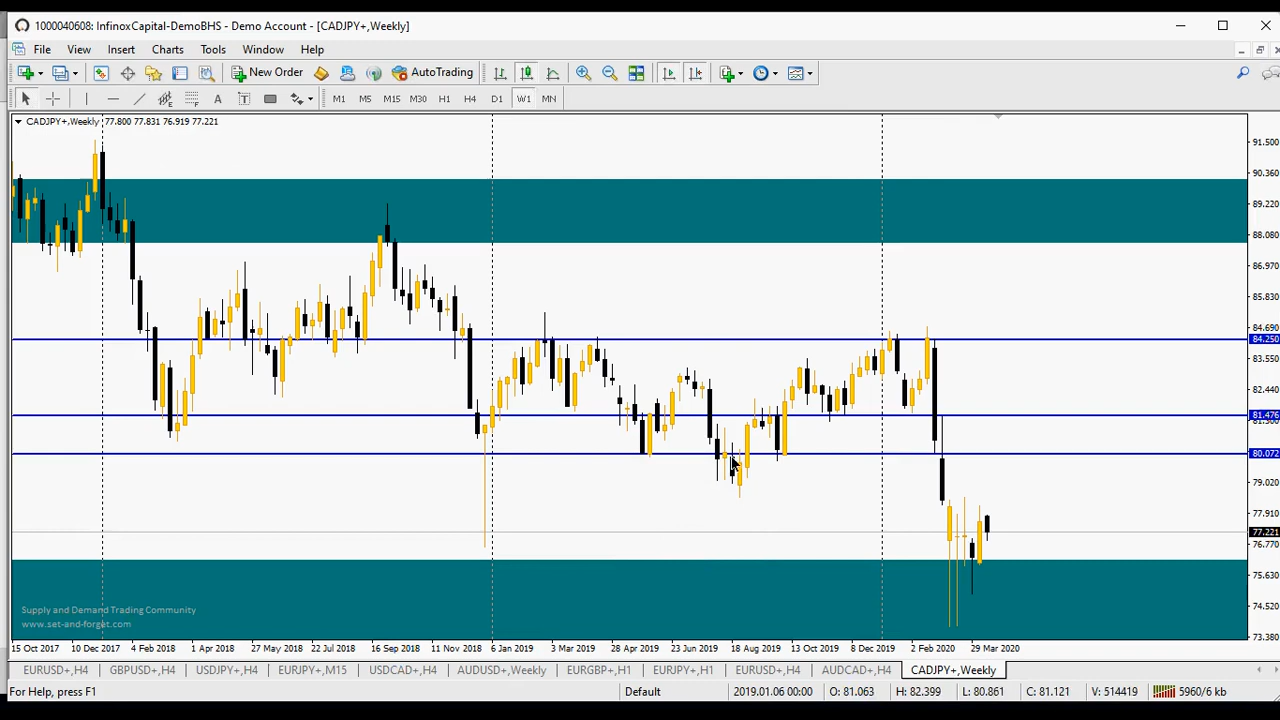 1000040608: InfinoxCapital-DemoBHS - Demo Account - [CADJPY+,Weekly]
File View Insert Charts Tools Window Help
New Order AutoTrading
A T M1 M5 M15 M30 H1 H4 D1 W1 MN
CADJPY+,Weekly 77.800 77.831 76.919 77.221
91.500
90.360
89.220
88.080
86.970
85.830
84.690
84.250
83.550
82.440
81.476
81.300
80.072
79.020
77.910
77.221
76.770
75.630
74.520
73.380
Supply and Demand Trading Community
www.set-and-forget.com
15 Oct 2017 10 Dec 2017 4 Feb 2018 1 Apr 2018 27 May 2018 22 Jul 2018 16 Sep 2018 11 Nov 2018 6 Jan 2019 3 Mar 2019 28 Apr 2019 23 Jun 2019 18 Aug 2019 13 Oct 2019 8 Dec 2019 2 Feb 2020 29 Mar 2020
EURUSD+,H4 GBPUSD+,H4 USDJPY+,H4 EURJPY+,M15 USDCAD+,H4 AUDUSD+,Weekly EURGBP+,H1 EURJPY+,H1 EURUSD+,H4 AUDCAD+,H4 CADJPY+,Weekly
For Help, press F1 Default 2019.01.06 00:00 O: 81.063 H: 82.399 L: 80.861 C: 81.121 V: 514419 5960/6 kb